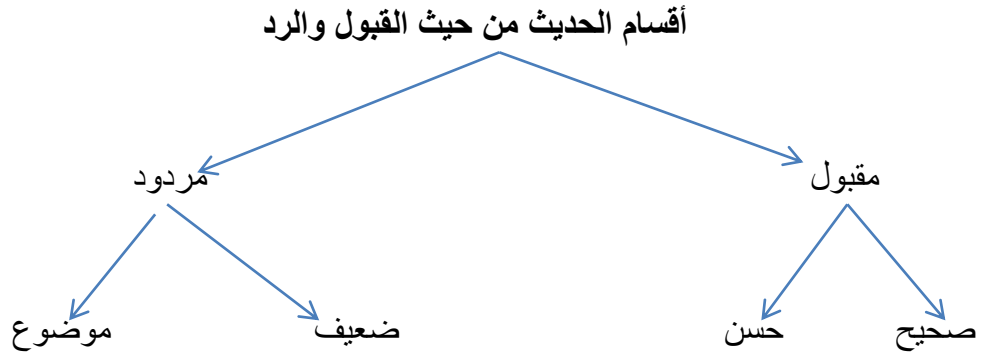 أقسام الحديث من حيث القبول والرد
مقبول مردود
صحيح حسن ضعيف موضوع